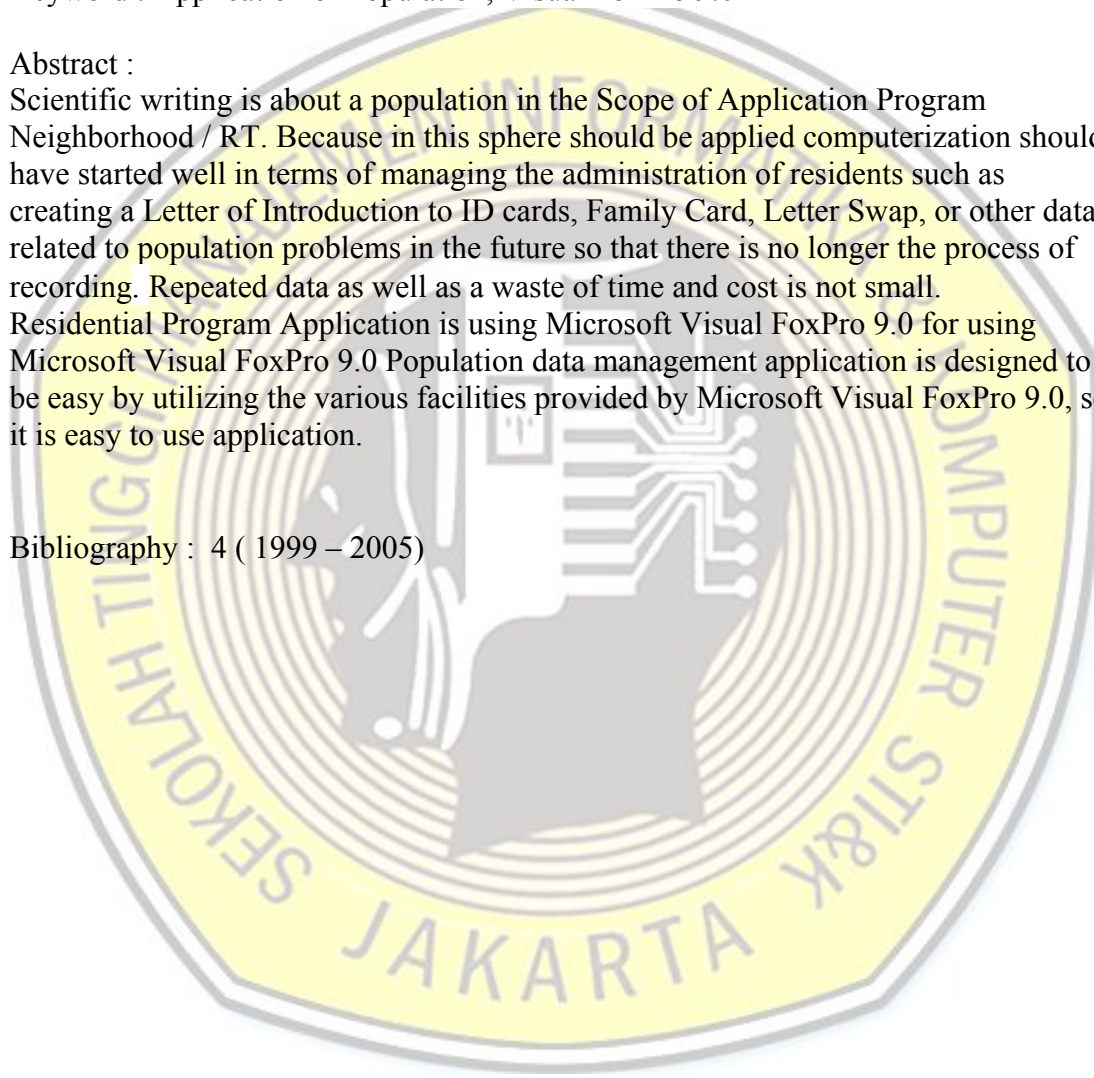 Abstract :
Scientific writing is about a population in the Scope of Application Program
Neighborhood / RT. Because in this sphere should be applied computerization should
have started well in terms of managing the administration of residents such as
creating a Letter of Introduction to ID cards, Family Card, Letter Swap, or other data
related to population problems in the future so that there is no longer the process of
recording. Repeated data as well as a waste of time and cost is not small.
Residential Program Application is using Microsoft Visual FoxPro 9.0 for using
Microsoft Visual FoxPro 9.0 Population data management application is designed to
be easy by utilizing the various facilities provided by Microsoft Visual FoxPro 9.0, so
it is easy to use application.
Bibliography : 4 ( 1999 – 2005)
SEKOLAH TINGGI MANAJEMEN INFORMATIKA & KOMPUTER STI&K
JAKARTA